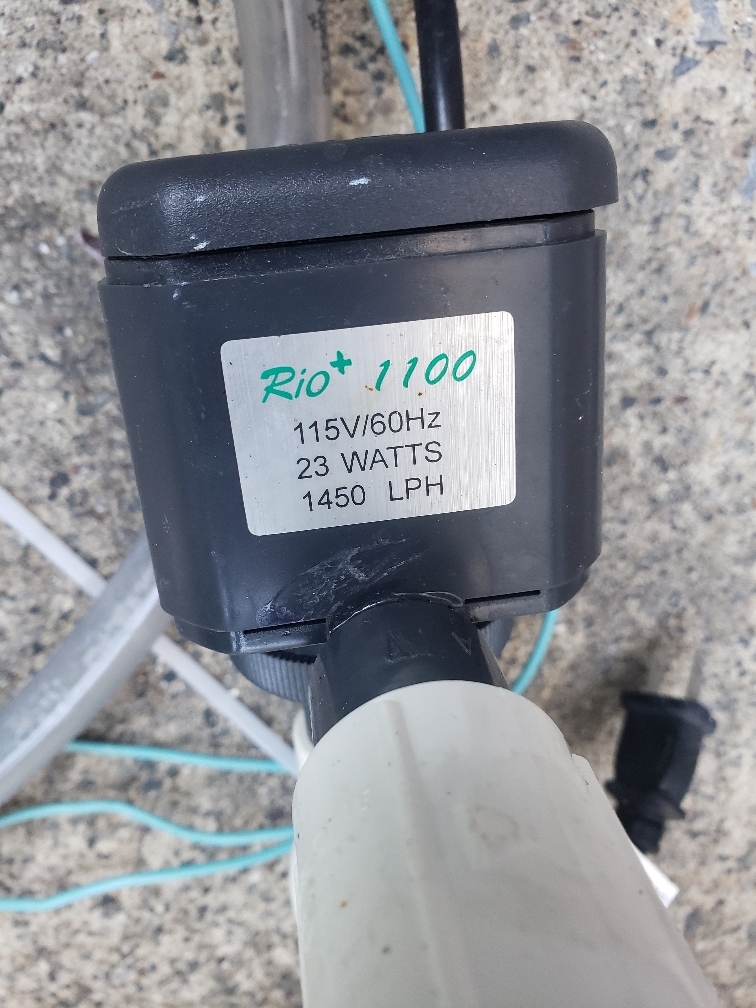 Rio+ 1100
115V/60Hz
23 WATTS
1450 LPH